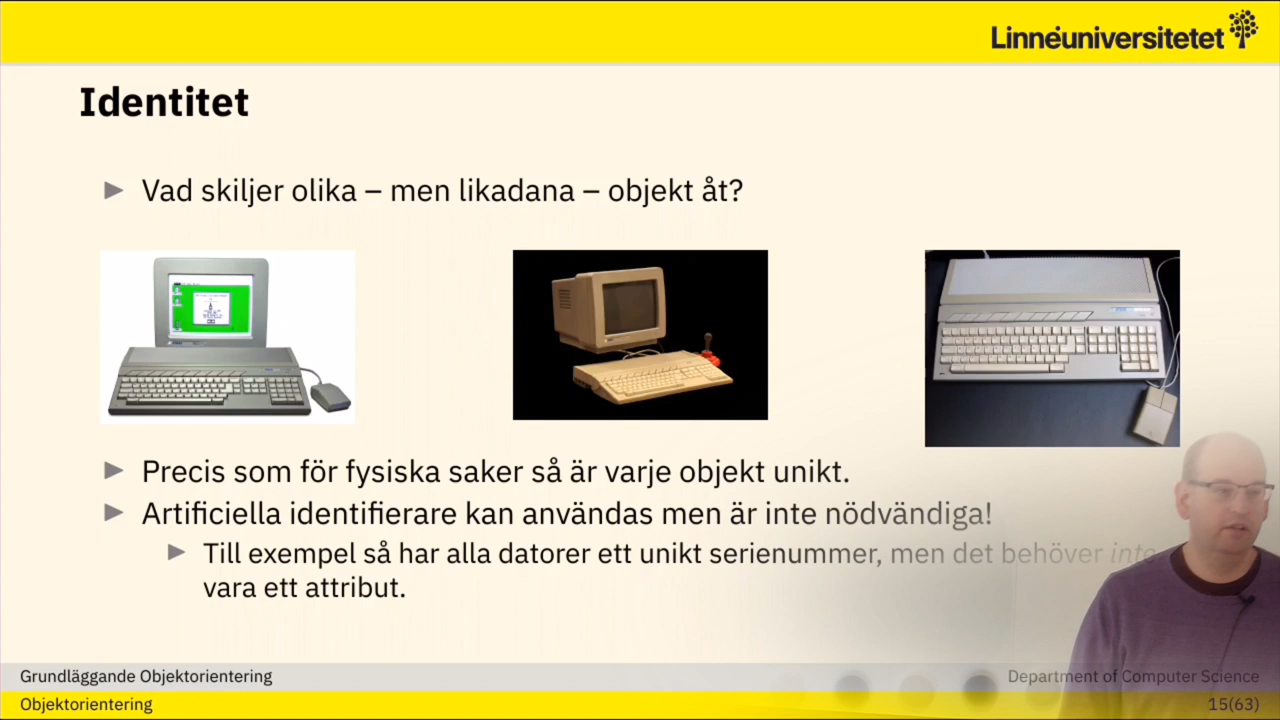 Linnéuniversitetet
Identitet
Vad skiljer olika – men likadana – objekt åt?
Precis som för fysiska saker så är varje objekt unikt.
Artificiella identifierare kan användas men är inte nödvändiga!
Till exempel så har alla datorer ett unikt serienummer, men det behöver inte
vara ett attribut.
Grundläggande Objektorientering
Department of Computer Science
Objektorientering
15(63)